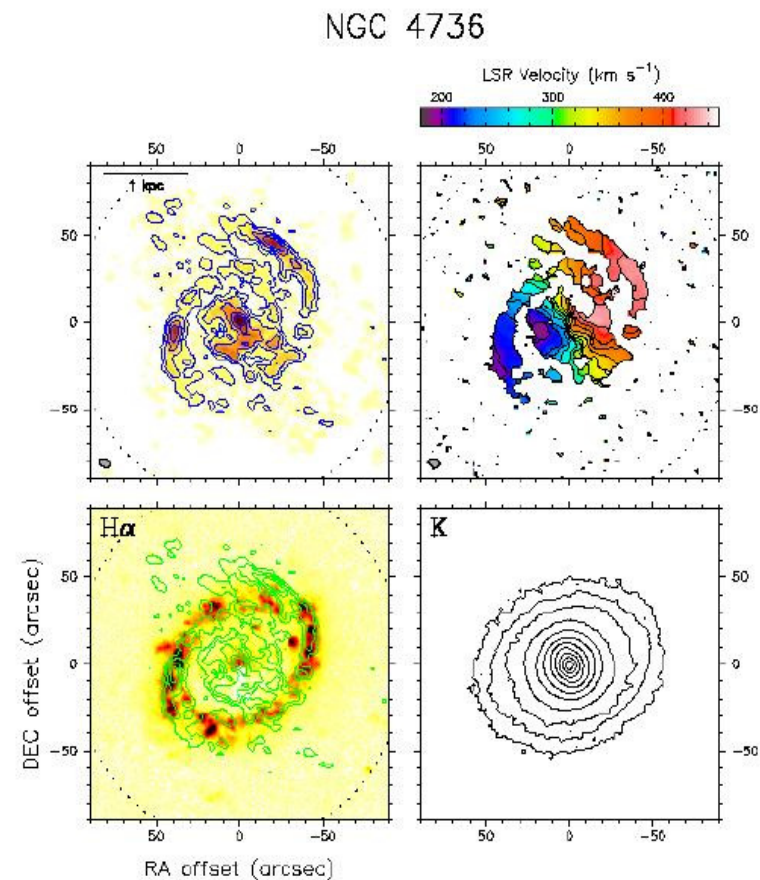 NGC 4736
LSR Velocity (km s⁻¹)
200 300 400
50 0 −50 50 0 −50
1 kpc
50 50
0 0
−50 −50
Hα K
50 50
0 0
−50 −50
DEC offset (arcsec)
50 0 −50 50 0 −50
RA offset (arcsec)